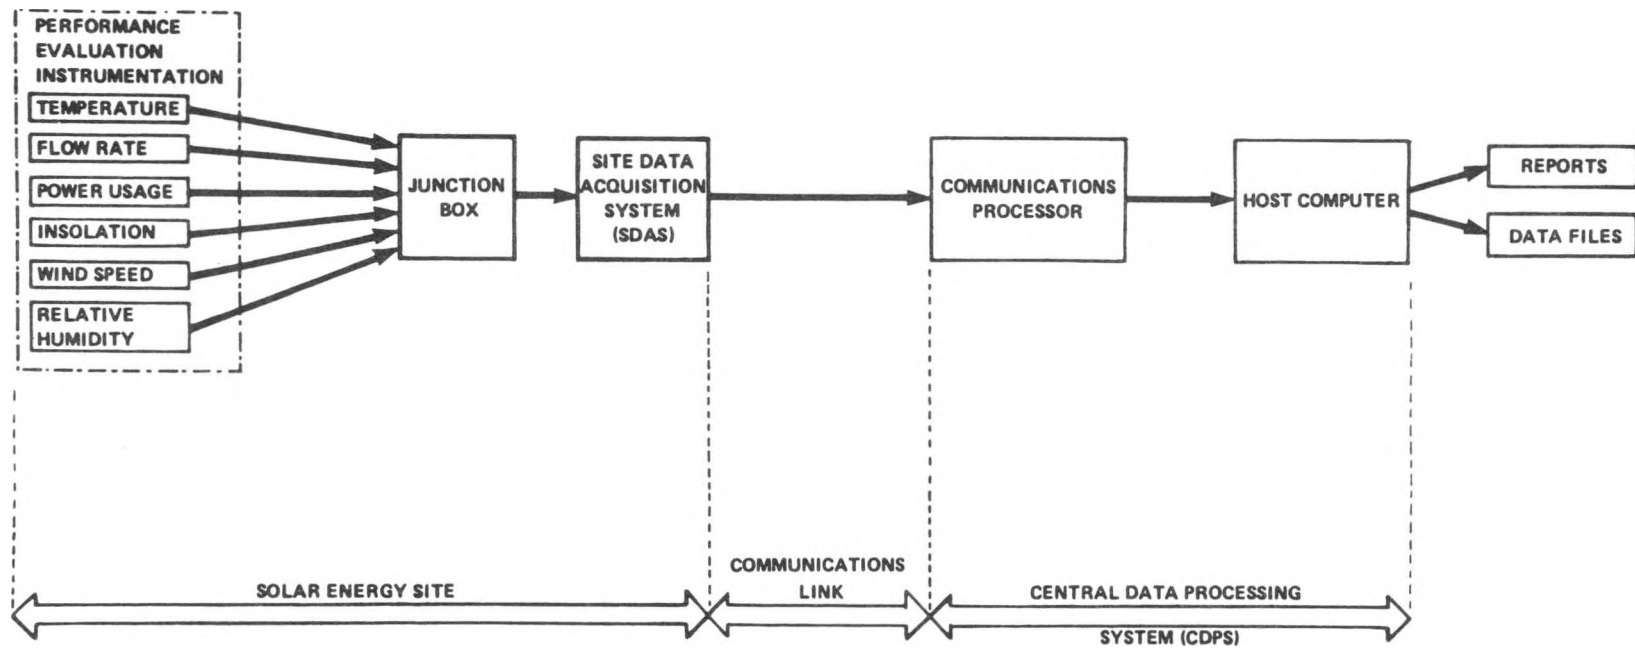 PERFORMANCE
EVALUATION
INSTRUMENTATION
TEMPERATURE
FLOW RATE
POWER USAGE
INSOLATION
WIND SPEED
RELATIVE
HUMIDITY
JUNCTION
BOX
SITE DATA
ACQUISITION
SYSTEM
(SDAS)
COMMUNICATIONS
PROCESSOR
HOST COMPUTER
REPORTS
DATA FILES
SOLAR ENERGY SITE
COMMUNICATIONS
LINK
CENTRAL DATA PROCESSING
SYSTEM (CDPS)